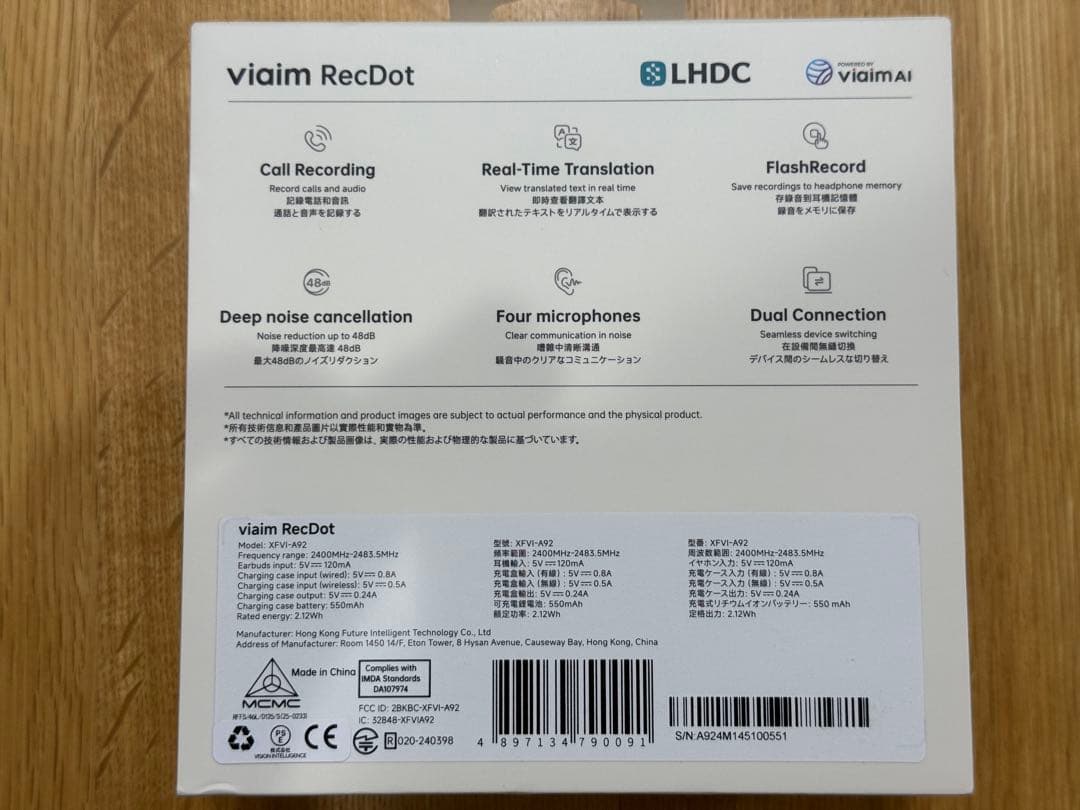 viaim RecDot
LHDC
POWERED BY
viaim AI
Call Recording
Record calls and audio
記錄電話和音訊
通話と音声を記録する
Real-Time Translation
View translated text in real time
即時查看翻譯文本
翻訳されたテキストをリアルタイムで表示する
FlashRecord
Save recordings to headphone memory
存錄音到耳機記憶體
録音をメモリに保存
48dB
Deep noise cancellation
Noise reduction up to 48dB
降噪深度最高達 48dB
最大48dBのノイズリダクション
Four microphones
Clear communication in noise
嘈雜中清晰溝通
騒音中のクリアなコミュニケーション
Dual Connection
Seamless device switching
在設備間無縫切換
デバイス間のシームレスな切り替え
*All technical information and product images are subject to actual performance and the physical product.
*所有技術信息和產品圖片以實際性能和實物為準。
*すべての技術情報および製品画像は、実際の性能および物理的な製品に基づいています。
viaim RecDot
Model: XFVI-A92
Frequency range: 2400MHz-2483.5MHz
Earbuds input: 5V⎓120mA
Charging case input (wired): 5V⎓0.8A
Charging case input (wireless): 5V⎓0.5A
Charging case output: 5V⎓0.24A
Charging case battery: 550mAh
Rated energy: 2.12Wh
型號: XFVI-A92
頻率範圍: 2400MHz-2483.5MHz
耳機輸入: 5V⎓120mA
充電盒輸入 (有線) : 5V⎓0.8A
充電盒輸入 (無線) : 5V⎓0.5A
充電盒輸出: 5V⎓0.24A
可充電鋰電池: 550mAh
額定功率: 2.12Wh
型番: XFVI-A92
周波数範囲: 2400MHz-2483.5MHz
イヤホン入力: 5V⎓120mA
充電ケース入力 (有線) : 5V⎓0.8A
充電ケース入力 (無線) : 5V⎓0.5A
充電ケース出力: 5V⎓0.24A
充電式リチウムイオンバッテリー: 550 mAh
定格出力: 2.12Wh
Manufacturer: Hong Kong Future Intelligent Technology Co., Ltd
Address of Manufacturer: Room 1450 14/F, Eton Tower, 8 Hysan Avenue, Causeway Bay, Hong Kong, China
MCMC
Made in China
Complies with
IMDA Standards
DA107974
FCC ID: 2BKBC-XFVI-A92
IC: 32848-XFVIA92
R 020-240398
PS
E
株式会社
VISION INTELLIGENCE
CE
4 897134 790091
S/N:A924M145100551